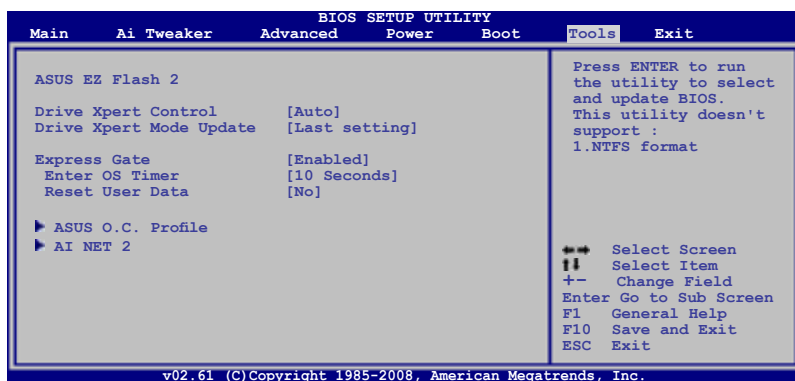 BIOS SETUP UTILITY
Main Ai Tweaker Advanced Power Boot Tools Exit
ASUS EZ Flash 2
Drive Xpert Control [Auto]
Drive Xpert Mode Update [Last setting]
Express Gate [Enabled]
Enter OS Timer [10 Seconds]
Reset User Data [No]
ASUS O.C. Profile
AI NET 2
Press ENTER to run
the utility to select
and update BIOS.
This utility doesn't
support :
1.NTFS format
Select Screen
Select Item
+- Change Field
Enter Go to Sub Screen
F1 General Help
F10 Save and Exit
ESC Exit
v02.61 (C)Copyright 1985-2008, American Megatrends, Inc.